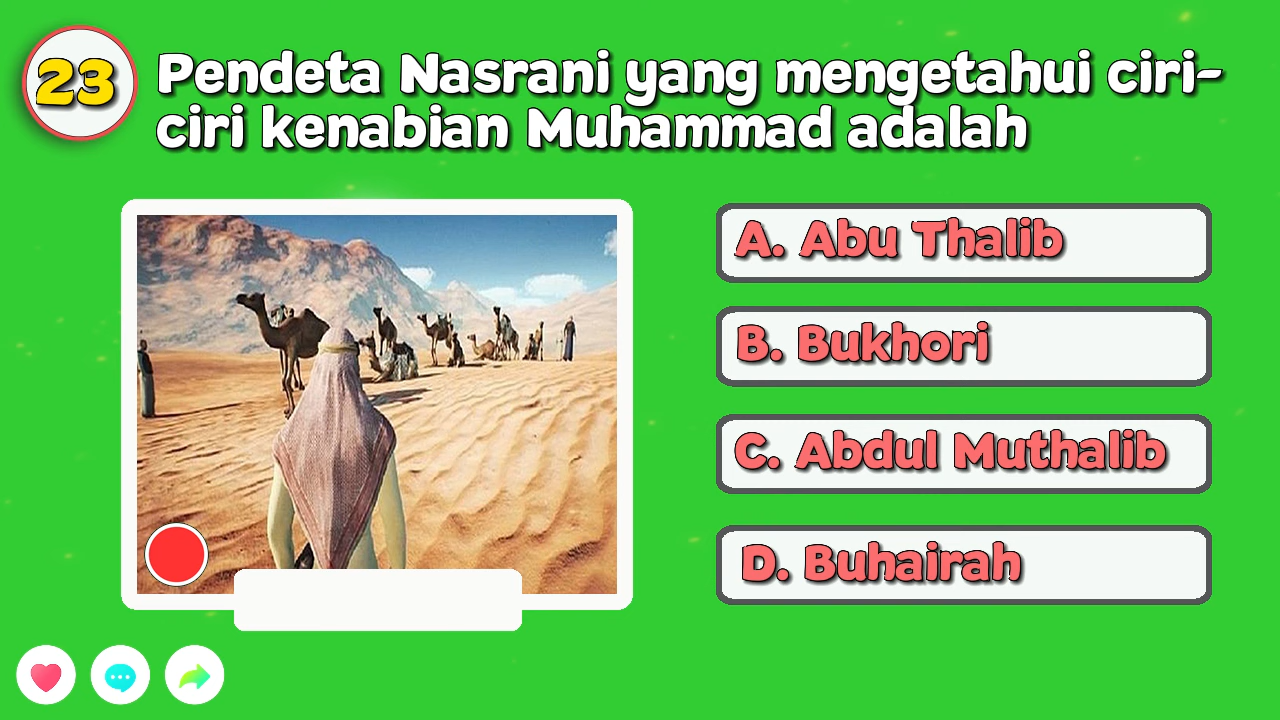 23
Pendeta Nasrani yang mengetahui ciri-
ciri kenabian Muhammad adalah
A. Abu Thalib
B. Bukhori
C. Abdul Muthalib
D. Buhairah